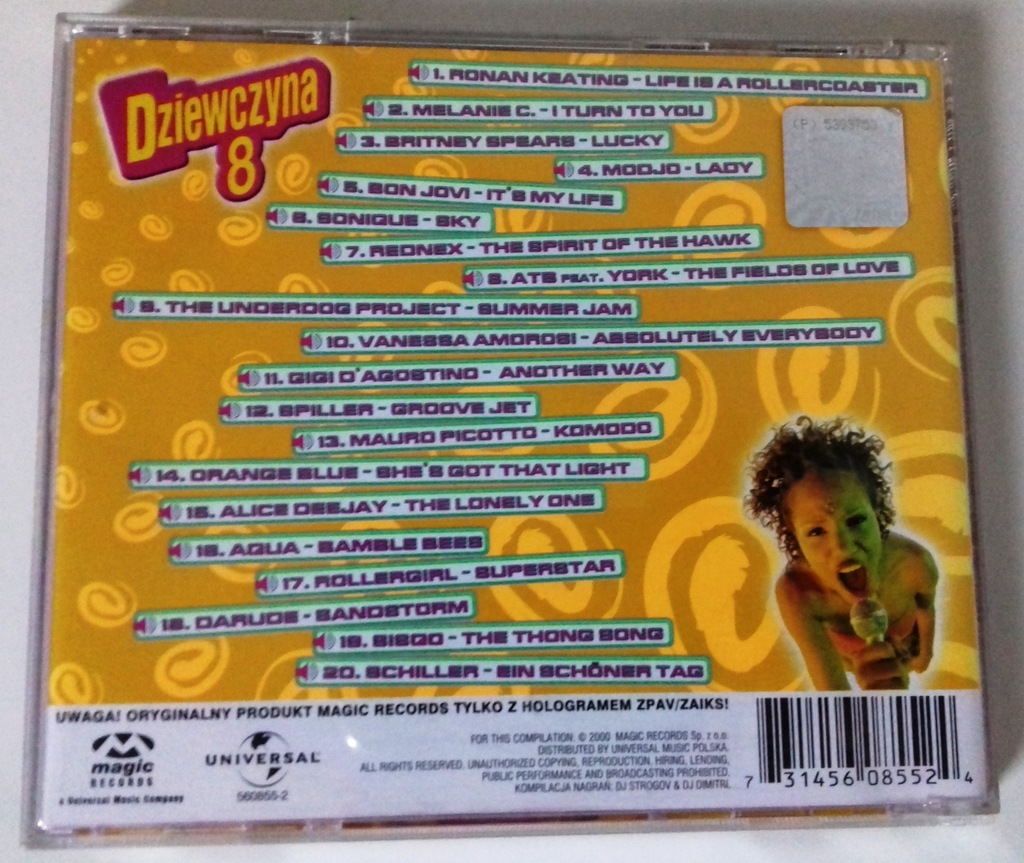 Dziewczyna
8
1. RONAN KEATING - LIFE IS A ROLLERCOASTER
2. MELANIE C. - I TURN TO YOU
3. BRITNEY SPEARS - LUCKY
4. MODJO - LADY
5. BON JOVI - IT'S MY LIFE
6. SONIQUE - SKY
7. REDNEX - THE SPIRIT OF THE HAWK
8. ATB FEAT. YORK - THE FIELDS OF LOVE
9. THE UNDERDOG PROJECT - SUMMER JAM
10. VANESSA AMOROSI - ABSOLUTELY EVERYBODY
11. GIGI D'AGOSTINO - ANOTHER WAY
12. SPILLER - GROOVE JET
13. MAURO PICOTTO - KOMODO
14. ORANGE BLUE - SHE'S GOT THAT LIGHT
15. ALICE DEEJAY - THE LONELY ONE
16. AQUA - BAMBLE BEES
17. ROLLERGIRL - SUPERSTAR
18. DARUDE - SANDSTORM
19. SISQO - THE THONG SONG
20. SCHILLER - EIN SCHÖNER TAG
UWAGA! ORYGINALNY PRODUKT MAGIC RECORDS TYLKO Z HOLOGRAMEM ZPAV/ZAIKS!
magic
RECORDS
a Universal Music Company
UNIVERSAL
560855-2
FOR THIS COMPILATION © 2000 MAGIC RECORDS Sp. z o.o.
DISTRIBUTED BY UNIVERSAL MUSIC POLSKA.
ALL RIGHTS RESERVED. UNAUTHORIZED COPYING, REPRODUCTION, HIRING, LENDING,
PUBLIC PERFORMANCE AND BROADCASTING PROHIBITED.
KOMPILACJA NAGRAŃ: DJ STROGOV & DJ DIMITRI.
7 31456 08552 4